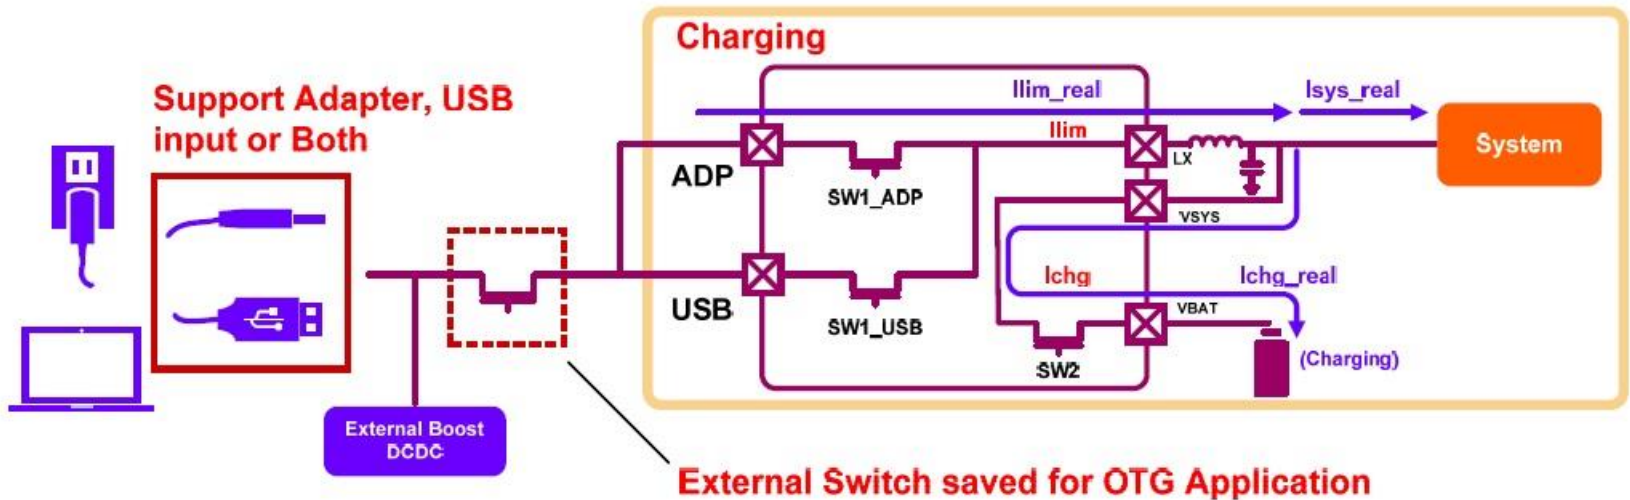 Charging
Support Adapter, USB
input or Both
Ilim_real
Isys_real
Ilim
System
ADP
SW1_ADP
LX
VSYS
Ichg
Ichg_real
USB
SW1_USB
VBAT
SW2
(Charging)
External Boost
DCDC
External Switch saved for OTG Application